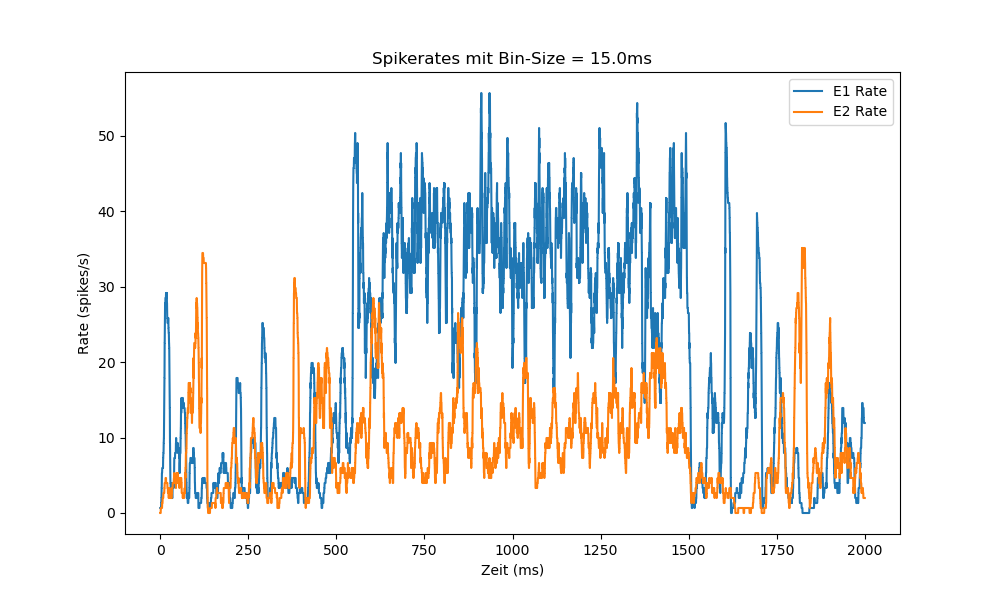 Spikerates mit Bin-Size = 15.0ms
E1 Rate
E2 Rate
Rate (spikes/s)
50
40
30
20
10
0
0 250 500 750 1000 1250 1500 1750 2000
Zeit (ms)